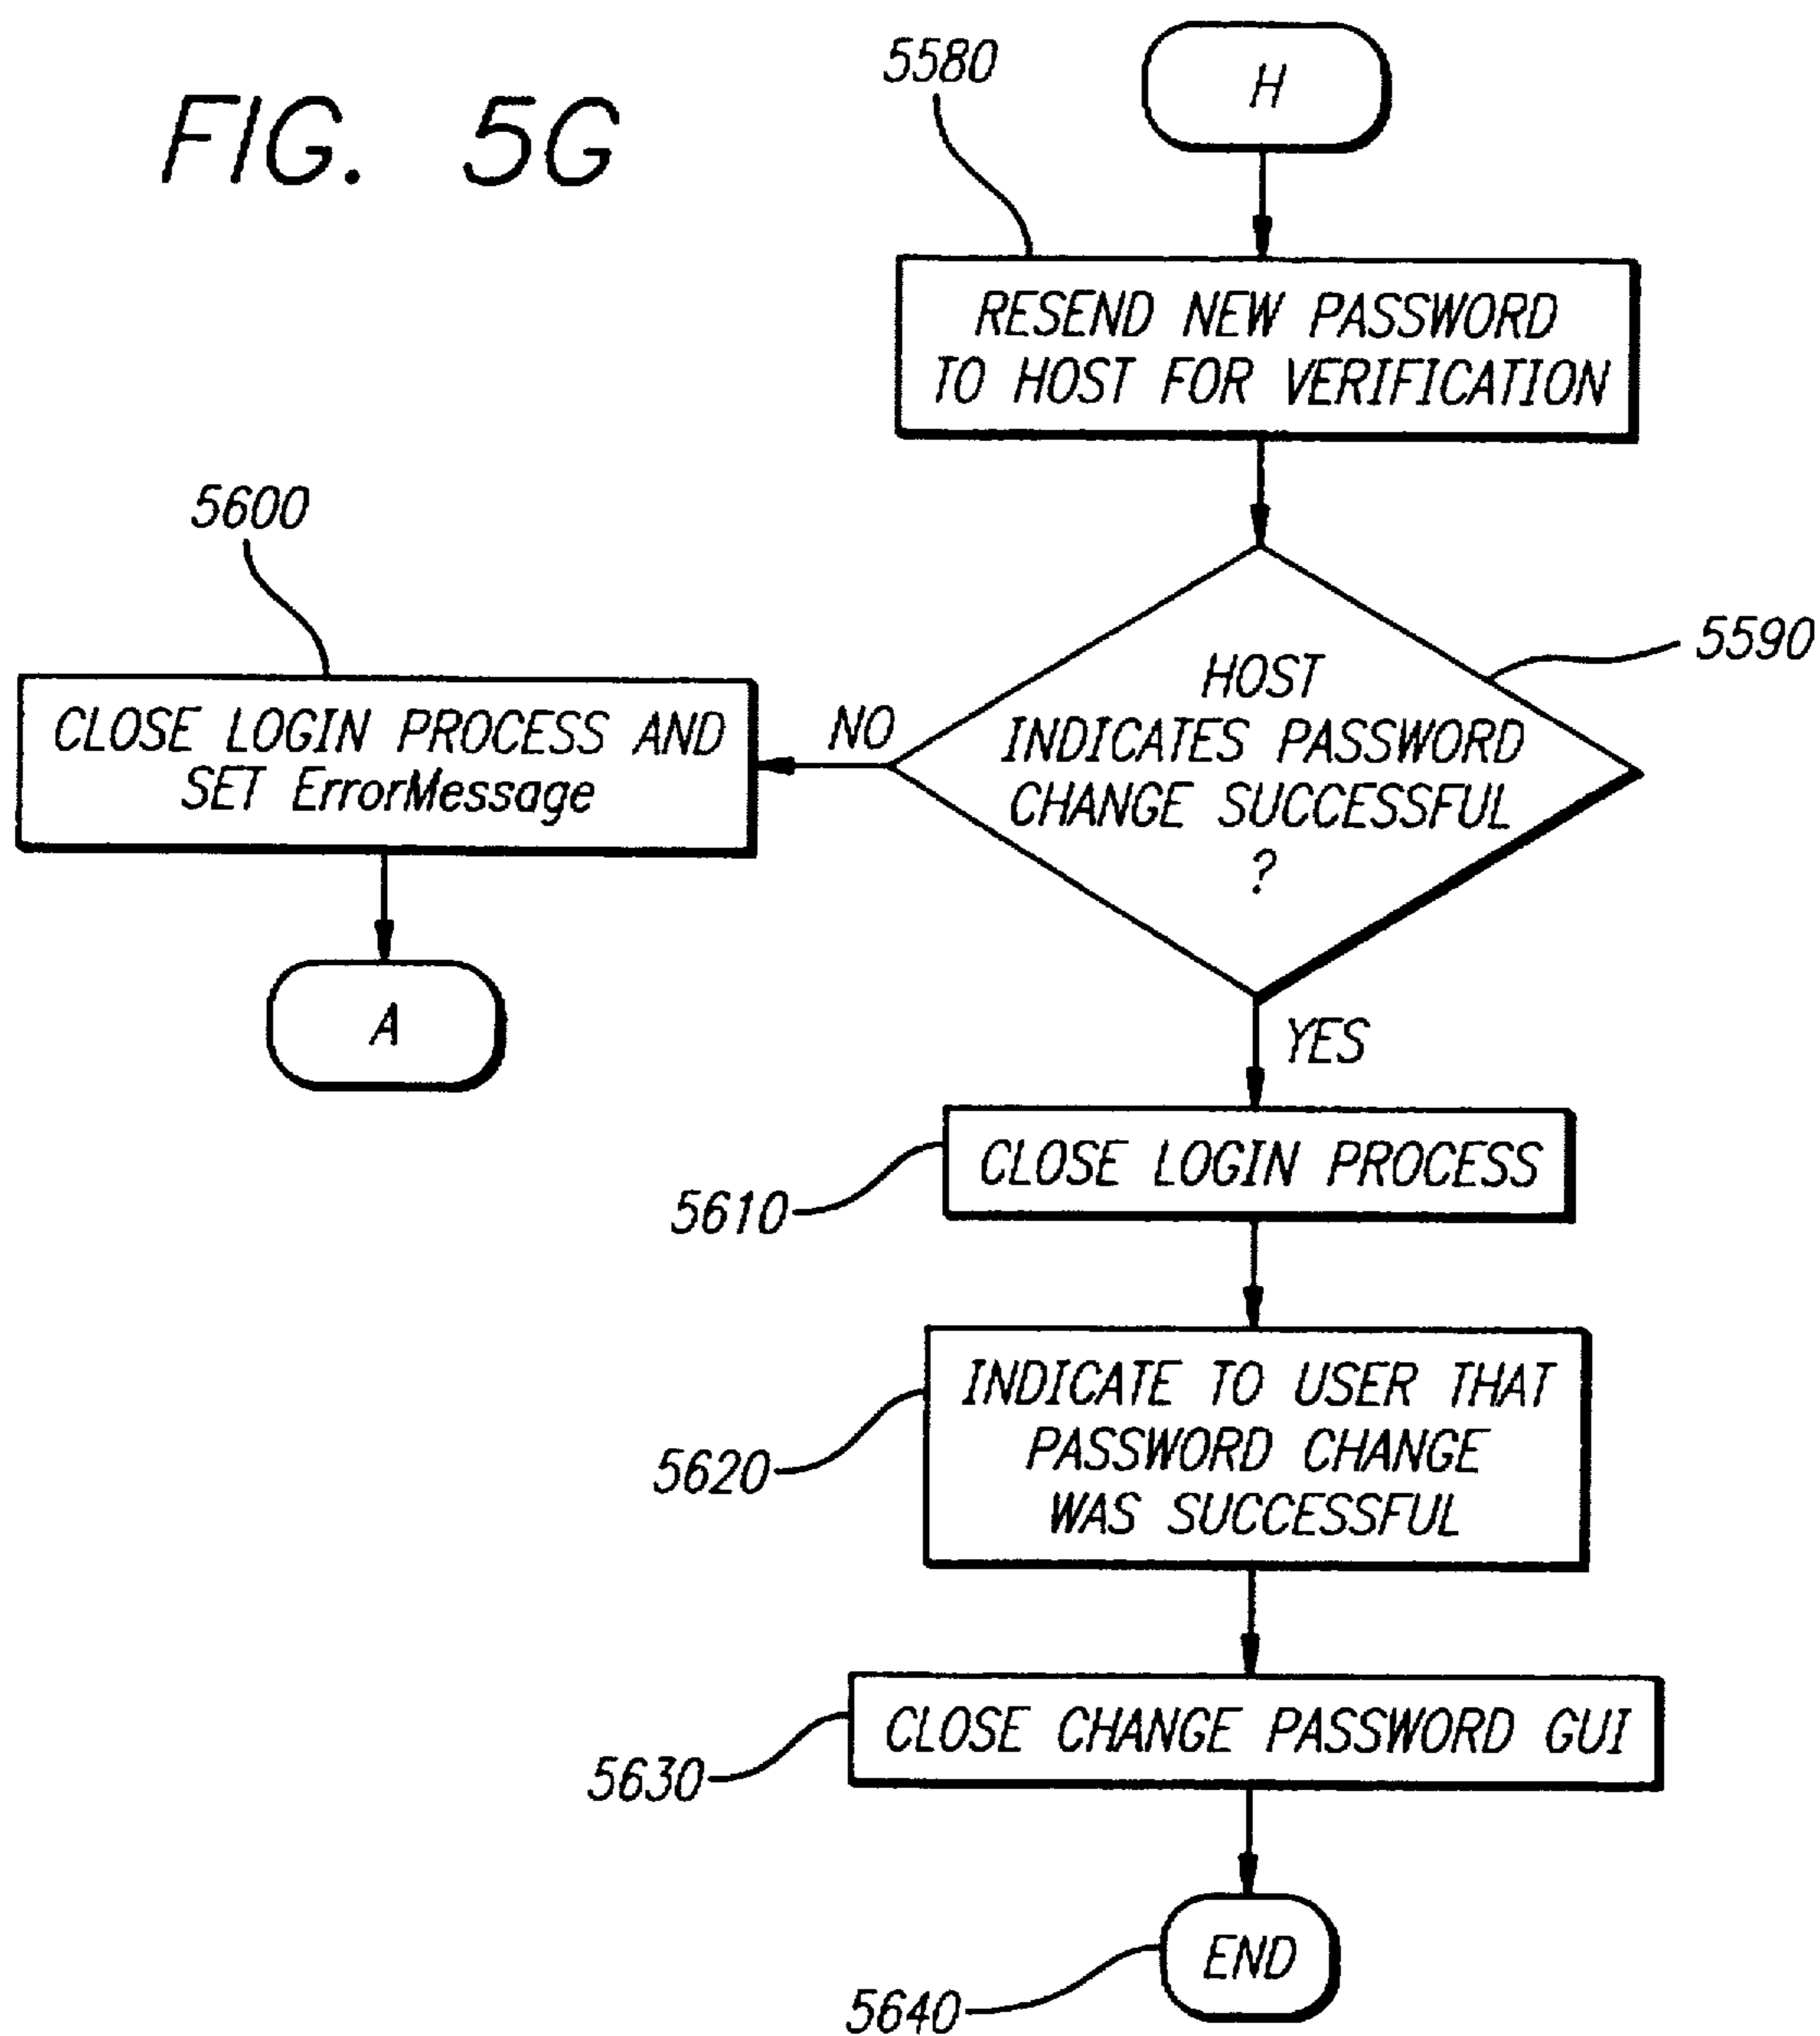 FIG. 5G
5580
H
RESEND NEW PASSWORD
TO HOST FOR VERIFICATION
5600
5590
HOST
INDICATES PASSWORD
CHANGE SUCCESSFUL
?
NO
CLOSE LOGIN PROCESS AND
SET ErrorMessage
A
YES
CLOSE LOGIN PROCESS
5610
INDICATE TO USER THAT
PASSWORD CHANGE
WAS SUCCESSFUL
5620
CLOSE CHANGE PASSWORD GUI
5630
END
5640